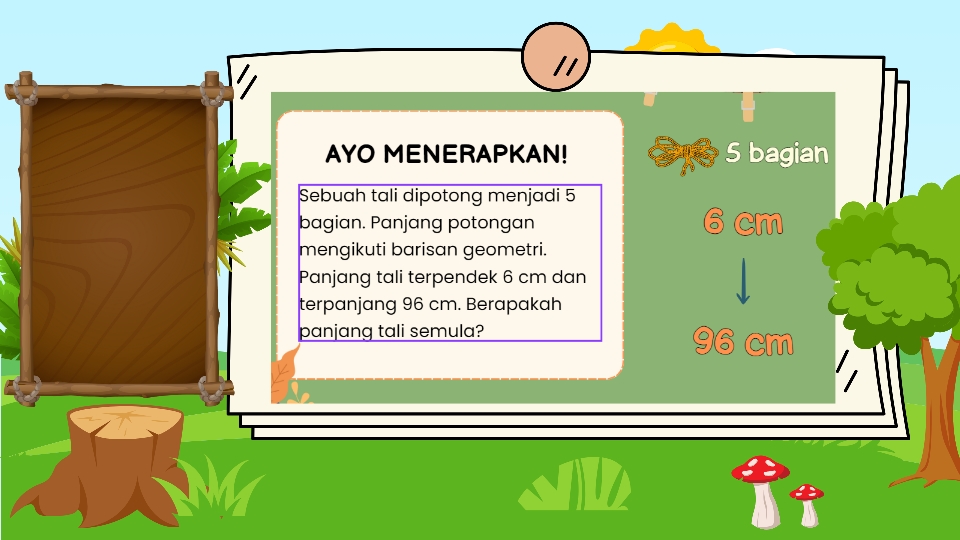 AYO MENERAPKAN!
Sebuah tali dipotong menjadi 5
bagian. Panjang potongan
mengikuti barisan geometri.
Panjang tali terpendek 6 cm dan
terpanjang 96 cm. Berapakah
panjang tali semula?
5 bagian
6 cm
96 cm